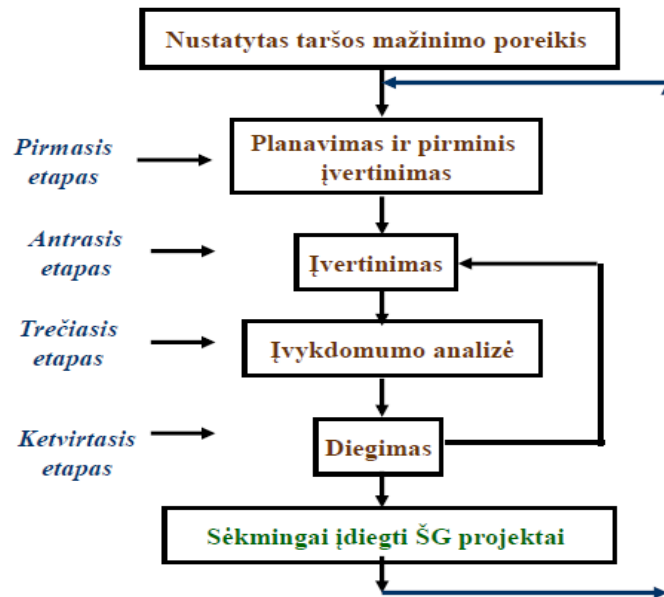 Nustatytas taršos mažinimo poreikis
Pirmasis
etapas
Planavimas ir pirminis
įvertinimas
Antrasis
etapas
Įvertinimas
Trečiasis
etapas
Įvykdomumo analizė
Ketvirtasis
etapas
Diegimas
Sėkmingai įdiegti ŠG projektai